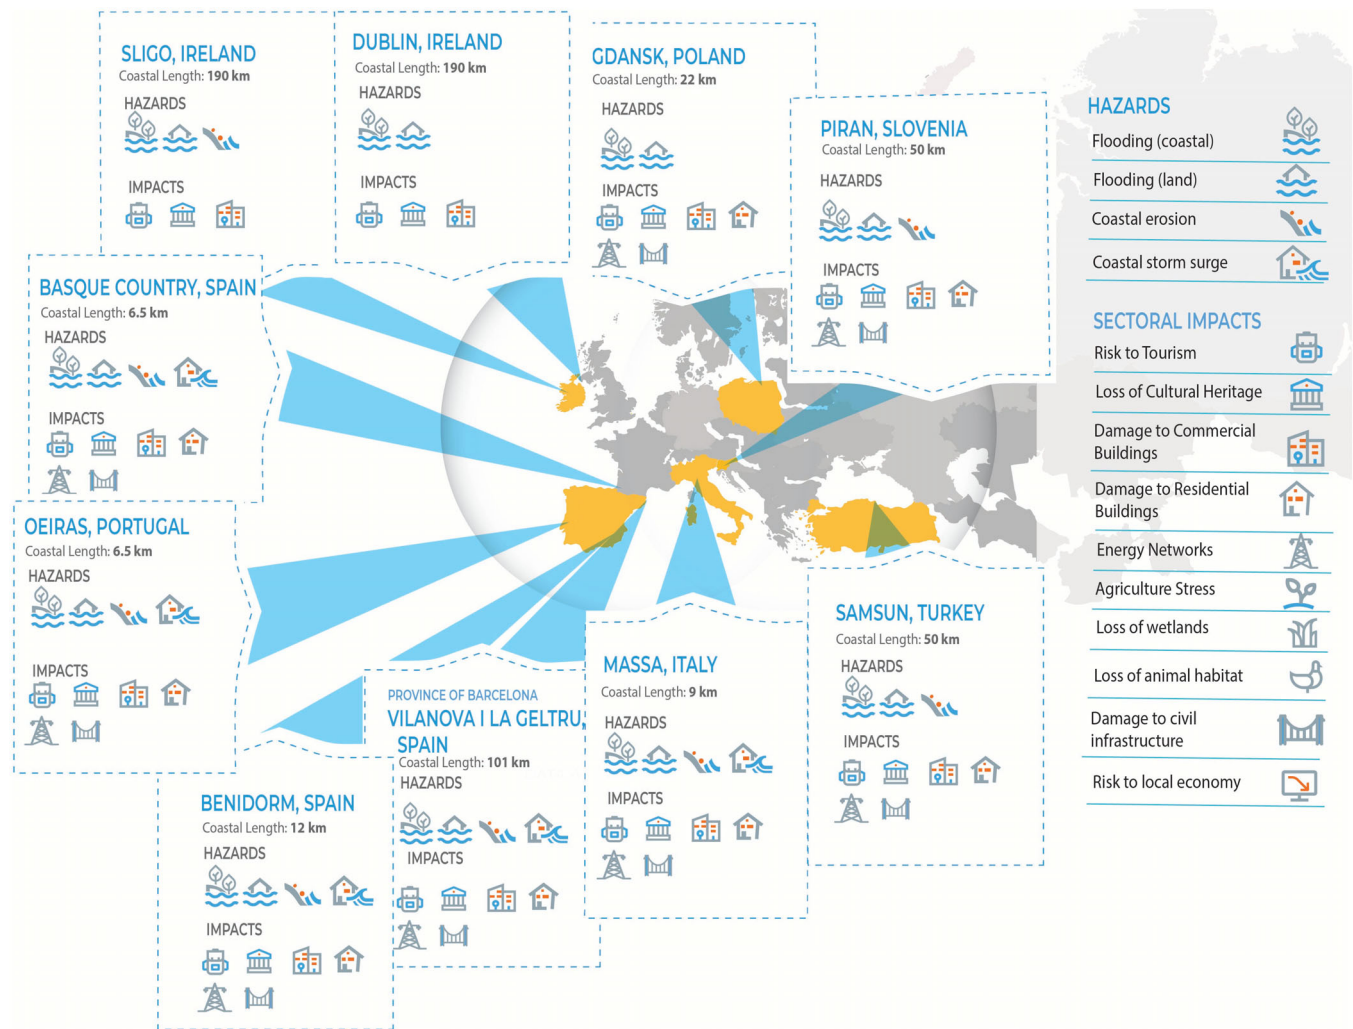 SLIGO, IRELAND
Coastal Length: 190 km
HAZARDS
IMPACTS
DUBLIN, IRELAND
Coastal Length: 190 km
HAZARDS
IMPACTS
GDANSK, POLAND
Coastal Length: 22 km
HAZARDS
IMPACTS
PIRAN, SLOVENIA
Coastal Length: 50 km
HAZARDS
IMPACTS
BASQUE COUNTRY, SPAIN
Coastal Length: 6.5 km
HAZARDS
IMPACTS
OEIRAS, PORTUGAL
Coastal Length: 6.5 km
HAZARDS
IMPACTS
BENIDORM, SPAIN
Coastal Length: 12 km
HAZARDS
IMPACTS
PROVINCE OF BARCELONA
VILANOVA I LA GELTRU,
SPAIN
Coastal Length: 101 km
HAZARDS
IMPACTS
MASSA, ITALY
Coastal Length: 9 km
HAZARDS
IMPACTS
SAMSUN, TURKEY
Coastal Length: 50 km
HAZARDS
IMPACTS
HAZARDS
Flooding (coastal)
Flooding (land)
Coastal erosion
Coastal storm surge
SECTORAL IMPACTS
Risk to Tourism
Loss of Cultural Heritage
Damage to Commercial
Buildings
Damage to Residential
Buildings
Energy Networks
Agriculture Stress
Loss of wetlands
Loss of animal habitat
Damage to civil
infrastructure
Risk to local economy